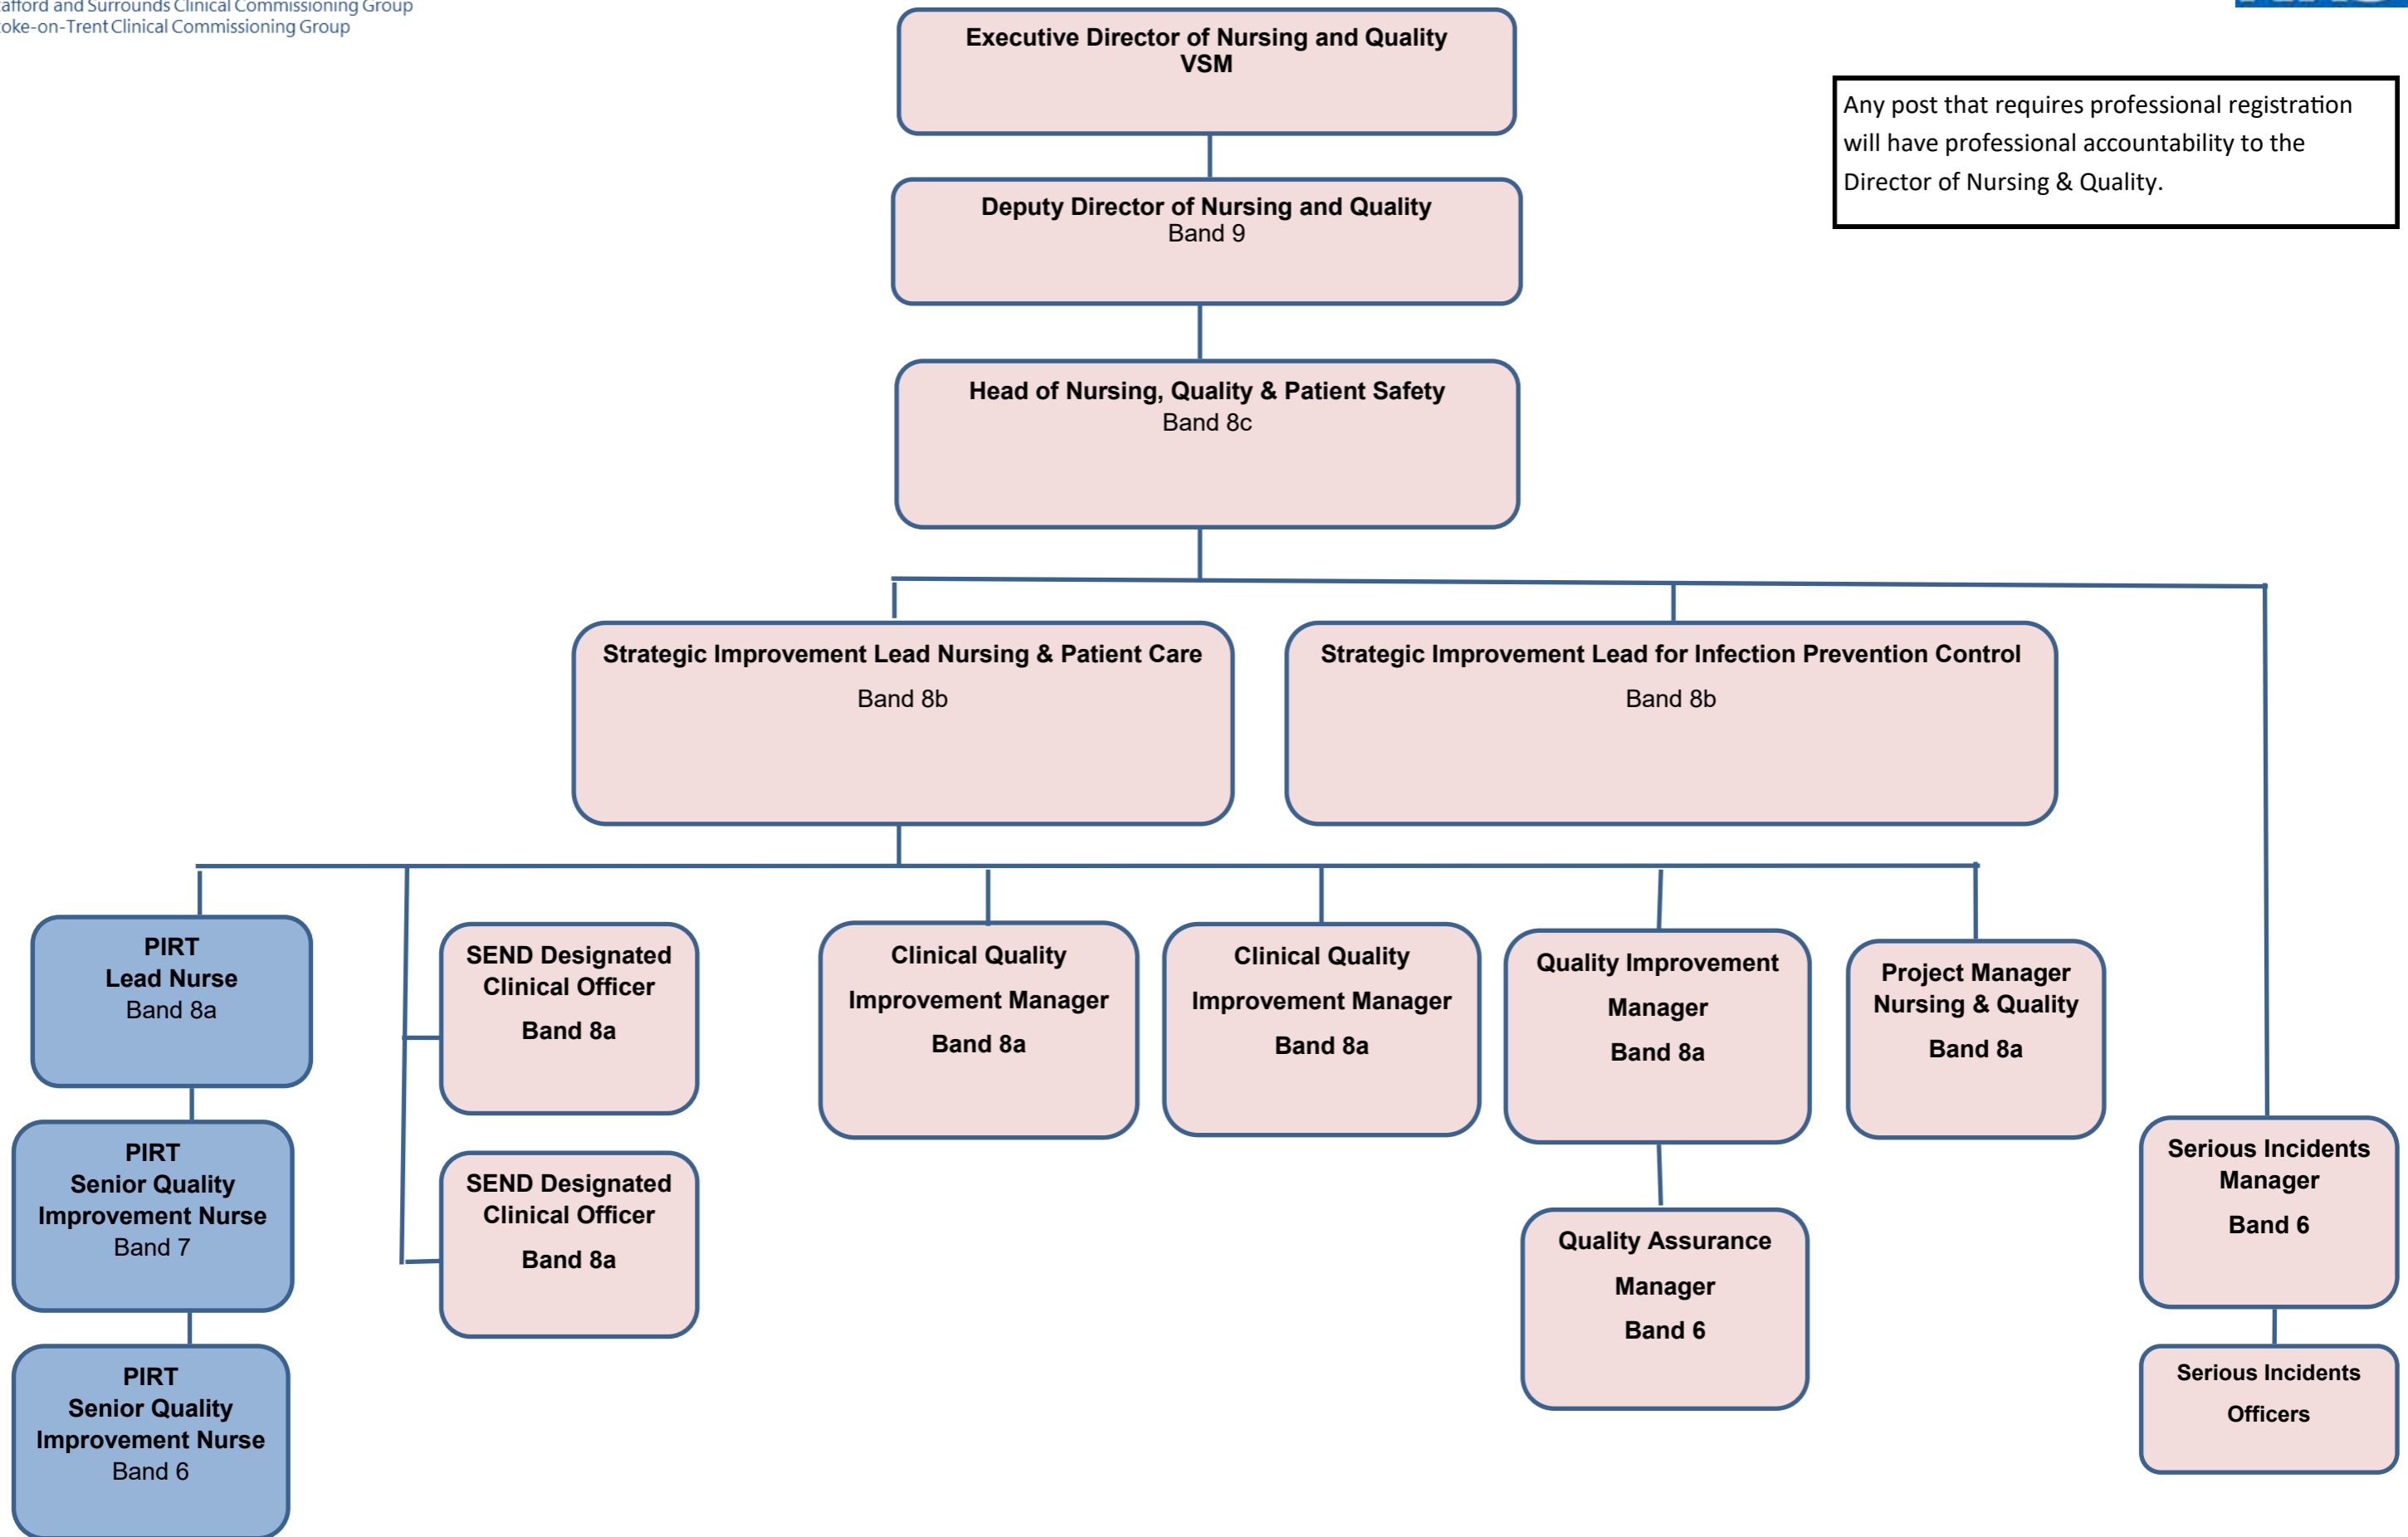 and Surrounds Clinical Commissioning Group
Clinical Commissioning Group
Executive Director of Nursing and Quality
VSM
Any post that requires professional registration
will have professional accountability to the
Director of Nursing & Quality.
Deputy Director of Nursing and Quality
Band 9
Head of Nursing, Quality & Patient Safety
Band 8c
Strategic Improvement Lead Nursing & Patient Care
Band 8b
Strategic Improvement Lead for Infection Prevention Control
Band 8b
PIRT
Lead Nurse
Band 8a
SEND Designated
Clinical Officer
Band 8a
Clinical Quality
Improvement Manager
Band 8a
Clinical Quality
Improvement Manager
Band 8a
Quality Improvement
Manager
Band 8a
Project Manager
Nursing & Quality
Band 8a
PIRT
Senior Quality
Improvement Nurse
Band 7
SEND Designated
Clinical Officer
Band 8a
Quality Assurance
Manager
Band 6
Serious Incidents
Manager
Band 6
PIRT
Senior Quality
Improvement Nurse
Band 6
Serious Incidents
Officers